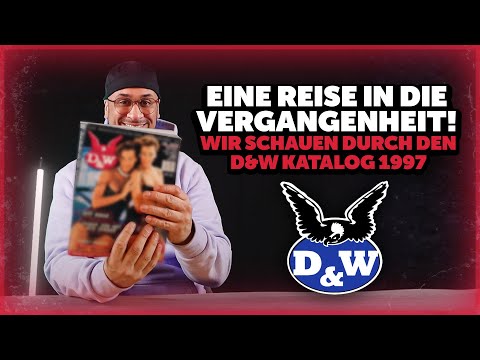 EINE REISE IN DIE
VERGANGENHEIT!
WIR SCHAUEN DURCH DEN
D&W KATALOG 1997
D&W
D&W